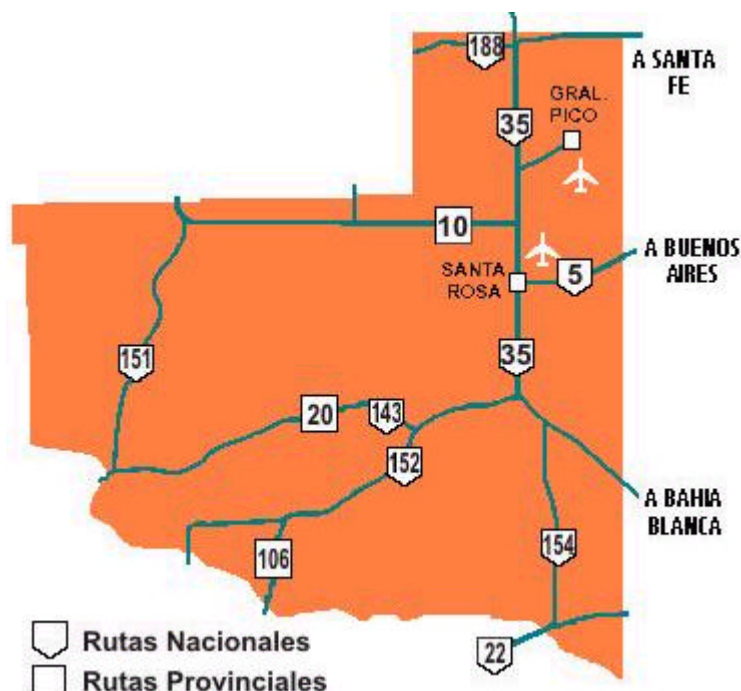 188
A SANTA
FE
GRAL.
PICO
35
10
A BUENOS
AIRES
SANTA
ROSA
5
151
35
20
143
152
A BAHIA
BLANCA
106
154
22
Rutas Nacionales
Rutas Provinciales